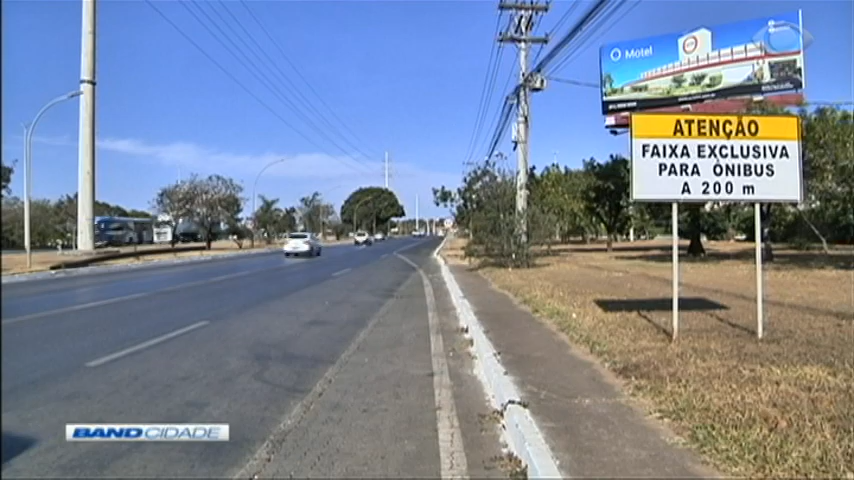 Motel
ATENÇÃO
FAIXA EXCLUSIVA
PARA ÔNIBUS
A 200 m
BAND CIDADE